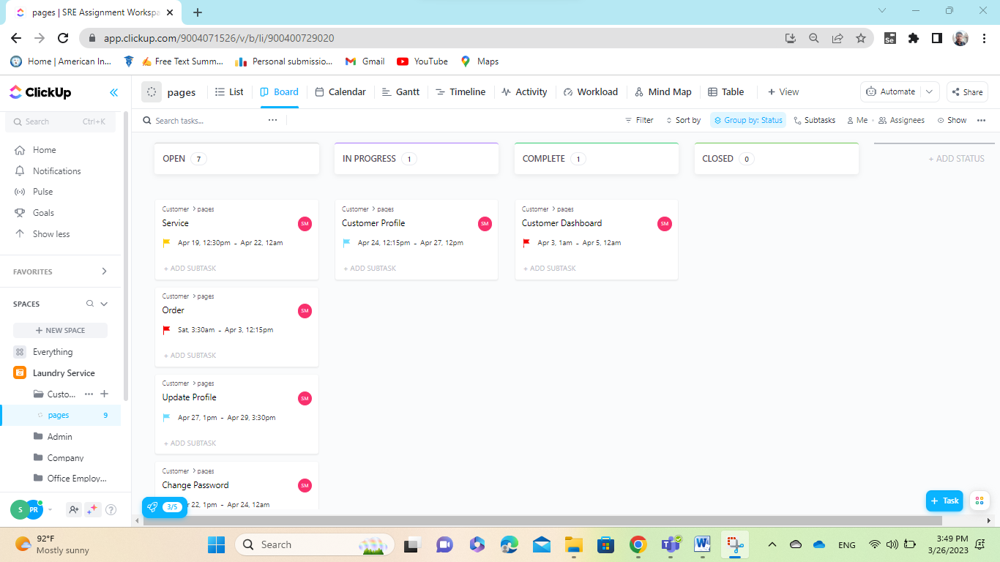 pages | SRE Assignment Workspa
app.clickup.com/9004071526/v/b/li/900400729020
Se
Home | American In...
Free Text Summ...
Personal submissio...
Gmail
YouTube
Maps
ClickUp
pages
List
Board
Calendar
Gantt
Timeline
Activity
Workload
Mind Map
Table
+ View
Automate
Share
Search Ctrl+K
Search tasks...
Filter
Sort by
Group by: Status
Subtasks
Me
Assignees
Show
Home
Notifications
Pulse
Goals
Show less
FAVORITES
SPACES
+ NEW SPACE
Everything
Laundry Service
Custo...
pages 9
Admin
Company
Office Employ...
S PR
OPEN 7
IN PROGRESS 1
COMPLETE 1
CLOSED 0
+ ADD STATUS
Customer > pages
Service
SM
Apr 19, 12:30pm - Apr 22, 12am
+ ADD SUBTASK
Customer > pages
Order
SM
Sat, 3:30am - Apr 3, 12:15pm
+ ADD SUBTASK
Customer > pages
Update Profile
SM
Apr 27, 1pm - Apr 29, 3:30pm
+ ADD SUBTASK
Customer > pages
Change Password
SM
r 22, 1pm - Apr 24, 12am
3/5
Customer > pages
Customer Profile
SM
Apr 24, 12:15pm - Apr 27, 12pm
+ ADD SUBTASK
Customer > pages
Customer Dashboard
SM
Apr 3, 1am - Apr 5, 12am
+ ADD SUBTASK
+ Task
92°F
Mostly sunny
Search
ENG
3:49 PM
3/26/2023